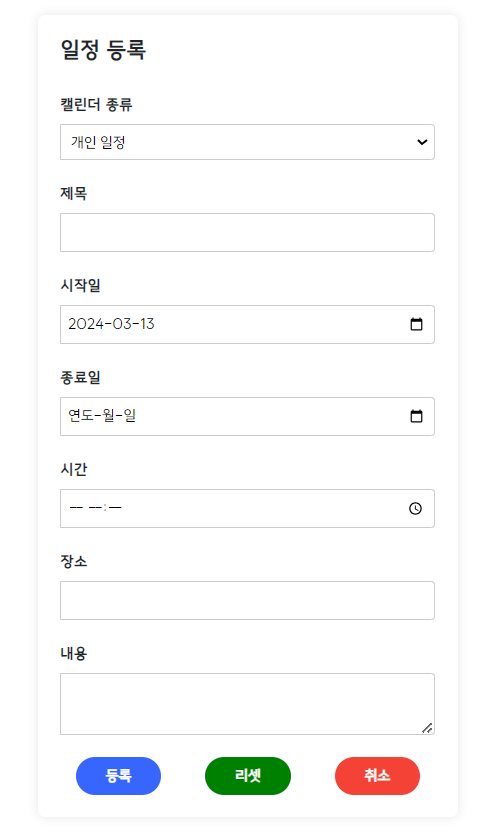 일정 등록
캘린더 종류
개인 일정
제목
시작일
2024-03-13
종료일
연도-월-일
시간
-- --:--
장소
내용
등록 리셋 취소